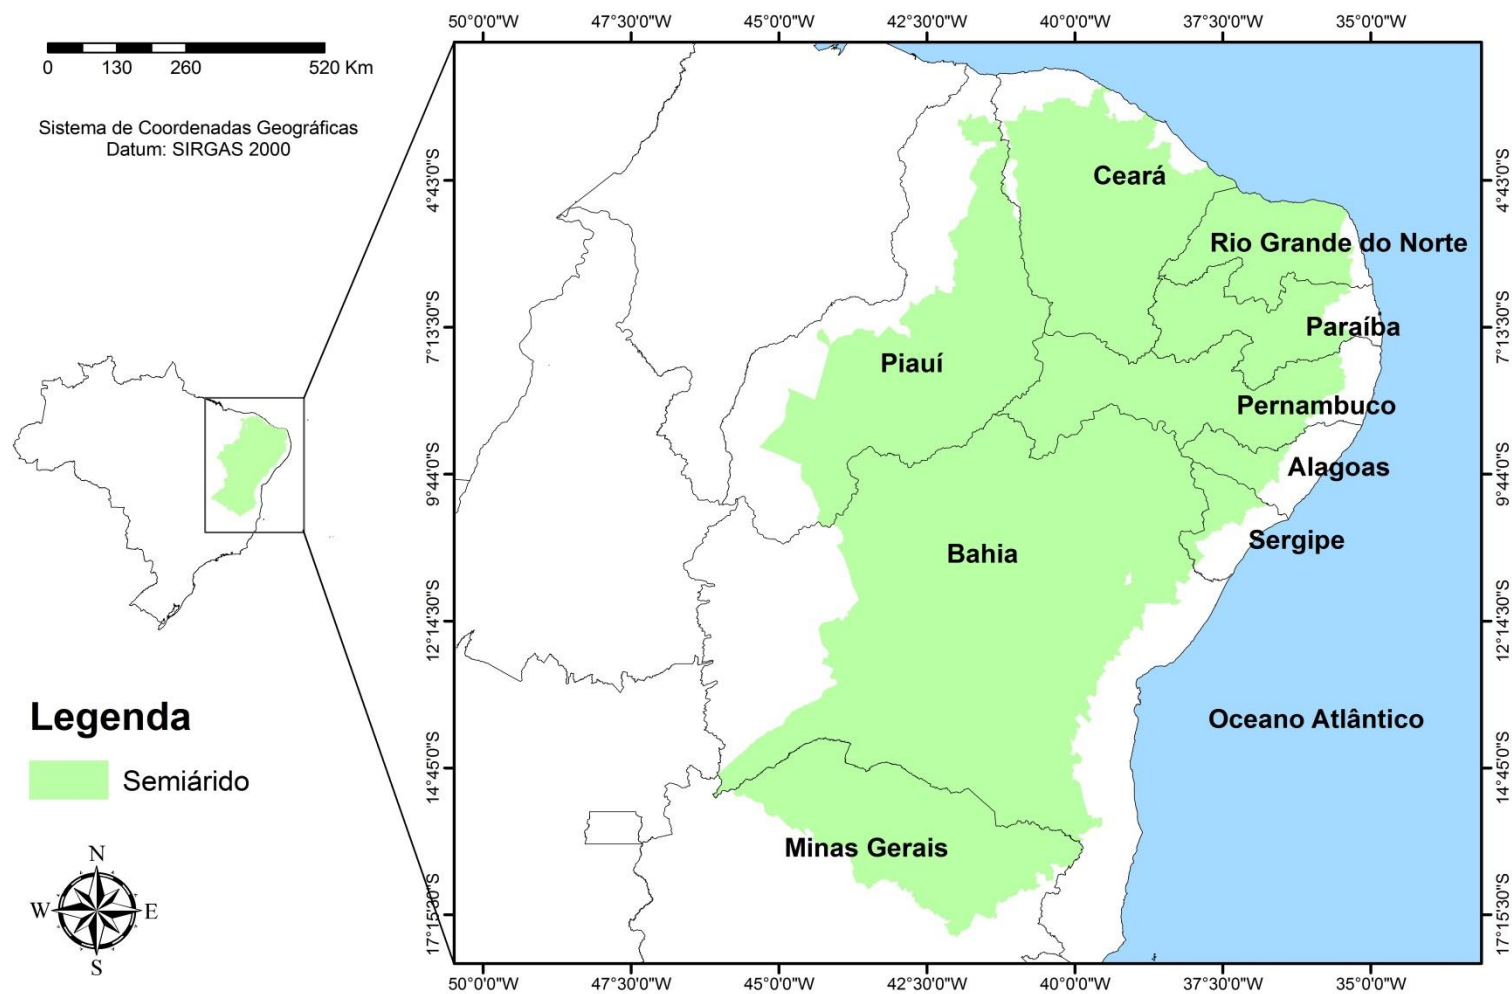 50°0'0"W 47°30'0"W 45°0'0"W 42°30'0"W 40°0'0"W 37°30'0"W 35°0'0"W
0 130 260 520 Km
Sistema de Coordenadas Geográficas
Datum: SIRGAS 2000
4°43'0"S
7°13'30"S
9°44'0"S
12°14'30"S
14°45'0"S
17°15'30"S
Ceará
Rio Grande do Norte
Paraíba
Piauí
Pernambuco
Alagoas
Sergipe
Bahia
Oceano Atlântico
Minas Gerais
4°43'0"S
7°13'30"S
9°44'0"S
12°14'30"S
14°45'0"S
17°15'30"S
Legenda
Semiárido
N
W E
S
50°0'0"W 47°30'0"W 45°0'0"W 42°30'0"W 40°0'0"W 37°30'0"W 35°0'0"W